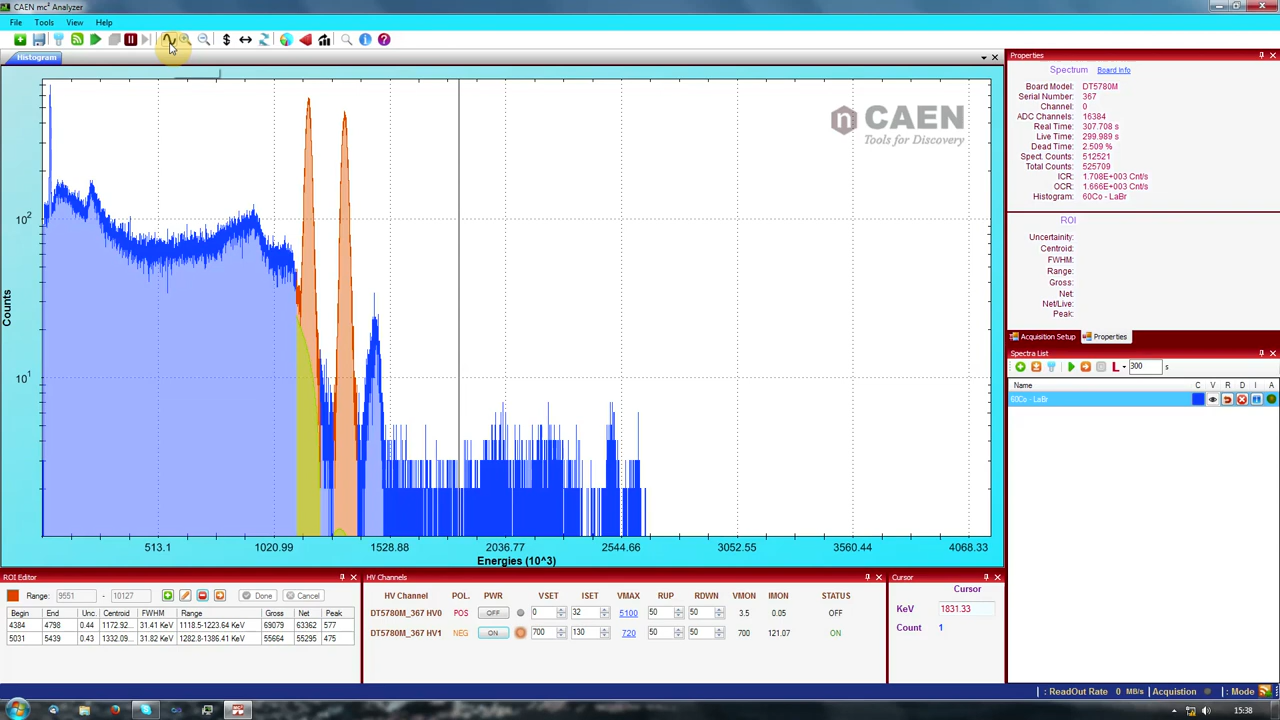 CAEN mc² Analyzer
File Tools View Help
Histogram
n CAEN
Tools for Discovery
10²
10¹
Counts
513.1 1020.99 1528.88 2036.77 2544.66 3052.55 3560.44 4068.33
Energies (10^3)
Properties
Spectrum Board Info
Board Model: DT5780M
Serial Number: 367
Channel: 0
ADC Channels: 16384
Real Time: 307.708 s
Live Time: 299.989 s
Dead Time: 2.509 %
Spect. Counts: 512521
Total Counts: 525709
ICR: 1.708E+003 Cnt/s
OCR: 1.666E+003 Cnt/s
Histogram: 60Co - LaBr
ROI
Uncertainity:
Centroid:
FWHM:
Range:
Gross:
Net:
Net/Live:
Peak:
Acquisition Setup Properties
Spectra List
L 300 s
Name C V R D I A
60Co - LaBr
ROI Editor
Range: 9551 - 10127 Done Cancel
Begin End Unc. Centroid FWHM Range Gross Net Peak
4384 4798 0.44 1172.92... 31.41 KeV 1118.5-1223.64 KeV 69079 63362 577
5031 5439 0.43 1332.09... 31.82 KeV 1282.8-1386.41 KeV 55664 55295 475
HV Channels
HV Channel POL. PWR VSET ISET VMAX RUP RDWN VMON IMON STATUS
DT5780M_367 HV0 POS OFF 0 32 5100 50 50 3.5 0.05 OFF
DT5780M_367 HV1 NEG ON 700 130 720 50 50 700 121.07 ON
Cursor
Cursor
KeV 1831.33
Count 1
: ReadOut Rate 0 MB/s Acquistion : Mode
15:38